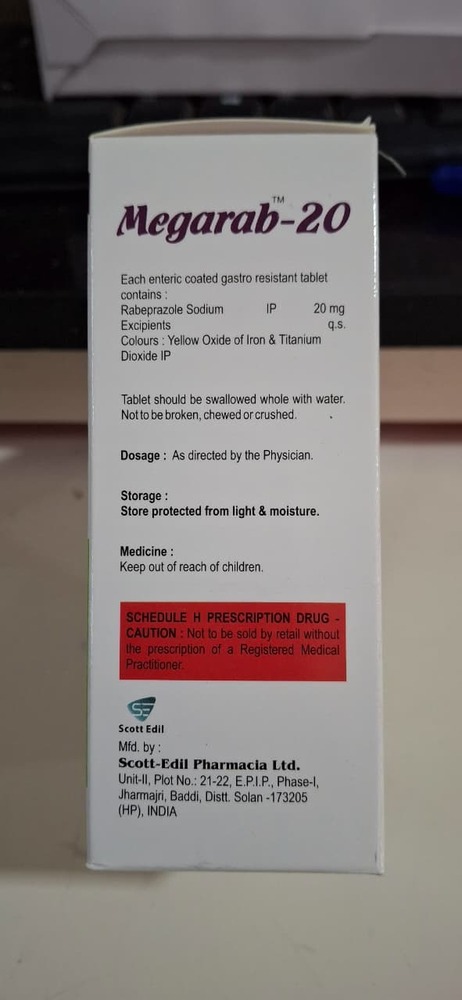 Megarab™-20
Each enteric coated gastro resistant tablet
contains :
Rabeprazole Sodium IP 20 mg
Excipients q.s.
Colours : Yellow Oxide of Iron & Titanium
Dioxide IP
Tablet should be swallowed whole with water.
Not to be broken, chewed or crushed.
Dosage : As directed by the Physician.
Storage :
Store protected from light & moisture.
Medicine :
Keep out of reach of children.
SCHEDULE H PRESCRIPTION DRUG -
CAUTION : Not to be sold by retail without
the prescription of a Registered Medical
Practitioner.
SE
Scott Edil
Mfd. by :
Scott-Edil Pharmacia Ltd.
Unit-II, Plot No.: 21-22, E.P.I.P., Phase-I,
Jharmajri, Baddi, Distt. Solan -173205
(HP), INDIA